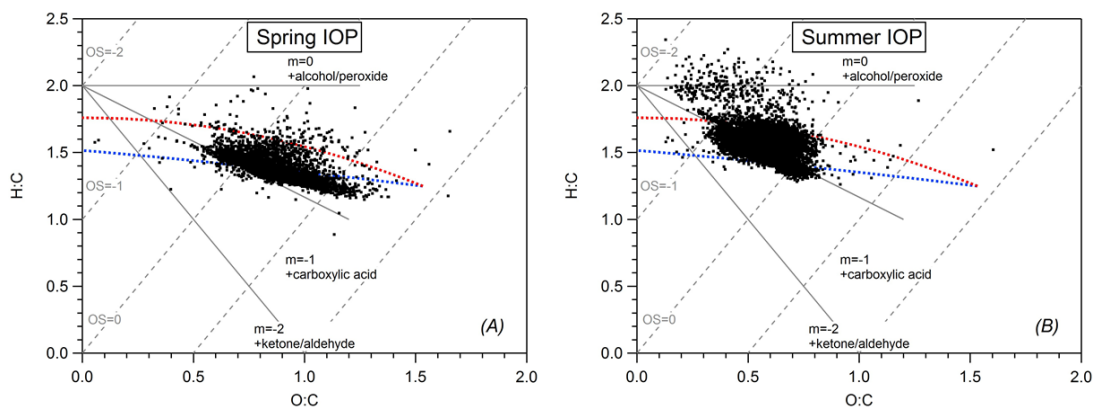 2.5
2.0
1.5
1.0
0.5
0.0
H:C
0.0
0.5
1.0
1.5
2.0
O:C
Spring IOP
OS=-2
OS=-1
OS=0
m=0
+alcohol/peroxide
m=-1
+carboxylic acid
m=-2
+ketone/aldehyde
(A)
2.5
2.0
1.5
1.0
0.5
0.0
H:C
0.0
0.5
1.0
1.5
2.0
O:C
Summer IOP
OS=-2
OS=-1
OS=0
m=0
+alcohol/peroxide
m=-1
+carboxylic acid
m=-2
+ketone/aldehyde
(B)